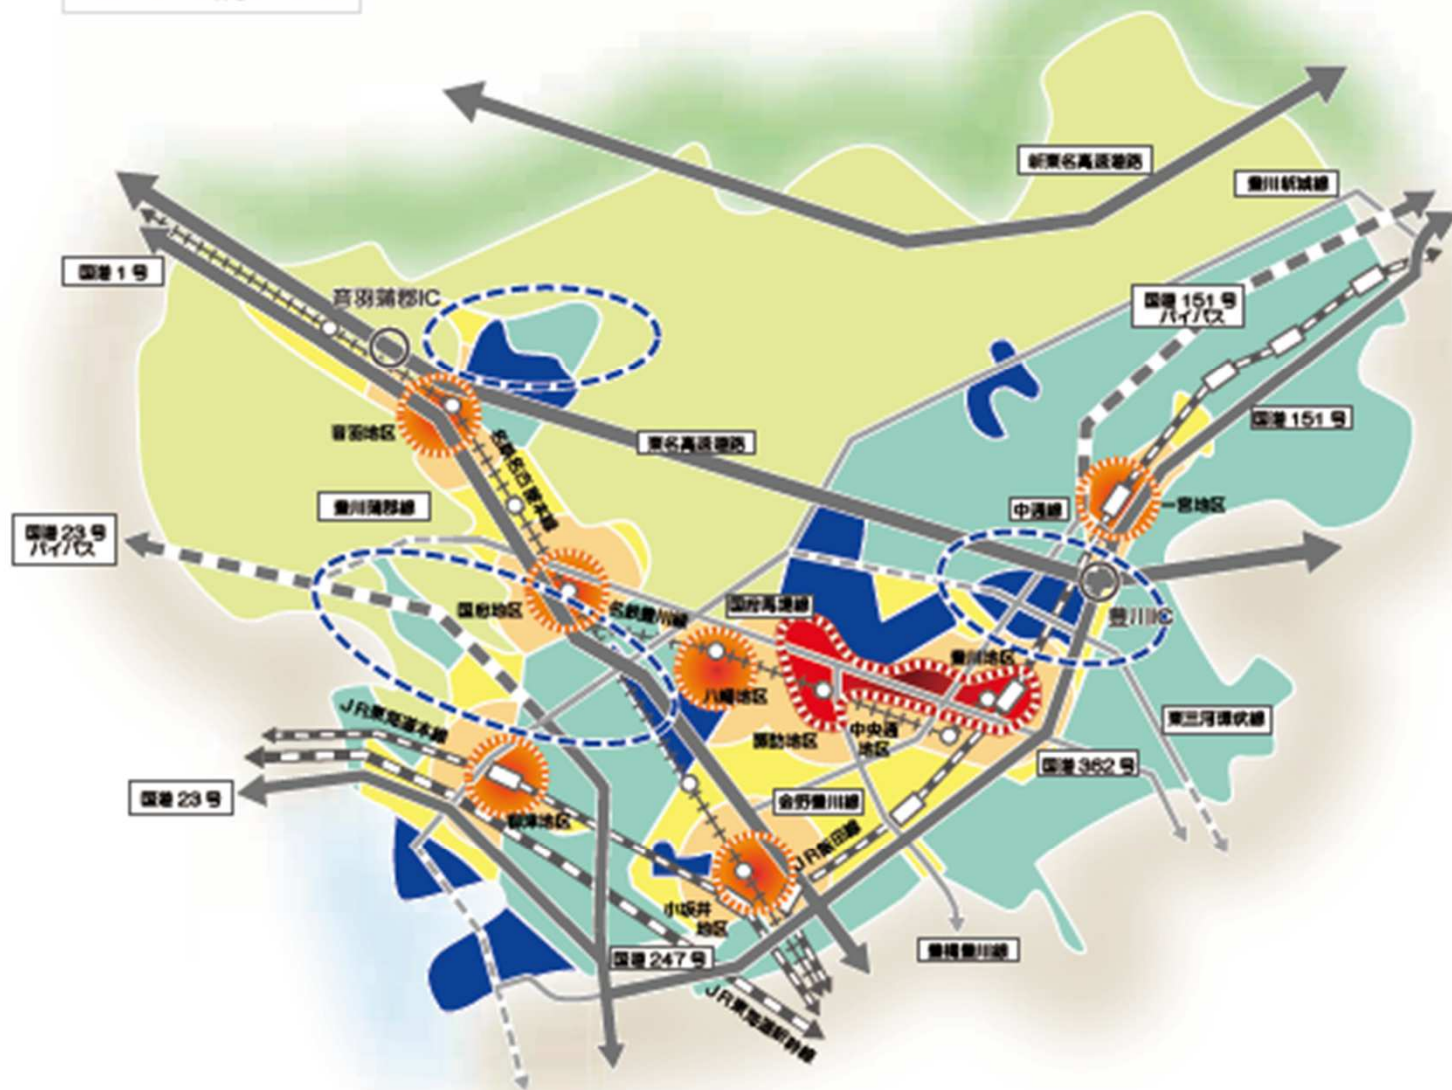 新東名高速道路
豊川新城線
国道1号
音羽蒲郡IC
国道151号
バイパス
国道151号
音羽地区
東名高速道路
名鉄名古屋本線
豊川蒲郡線
中通線
一宮地区
国道23号
バイパス
国府地区
名鉄豊川線
国府馬場線
豊川IC
豊川地区
八幡地区
JR東海道本線
諏訪地区
中央通
地区
東三河環状線
国道362号
国道23号
御津地区
金野豊川線
JR飯田線
小坂井
地区
豊橋豊川線
国道247号
JR東海道新幹線